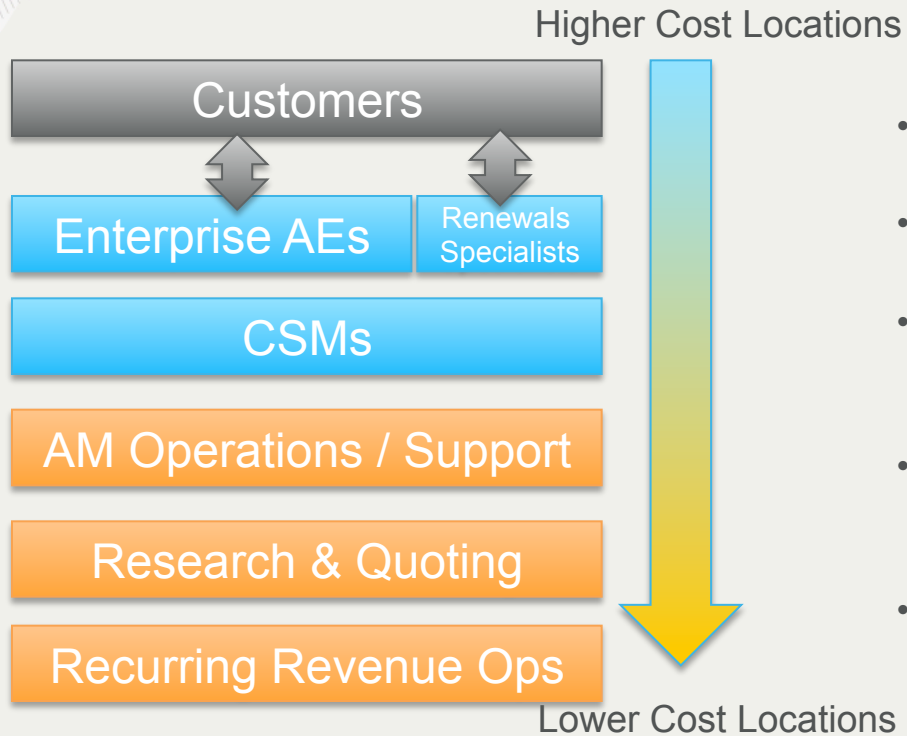 Higher Cost Locations
Customers
Enterprise AEs
Renewals
Specialists
CSMs
AM Operations / Support
Research & Quoting
Recurring Revenue Ops
Lower Cost Locations